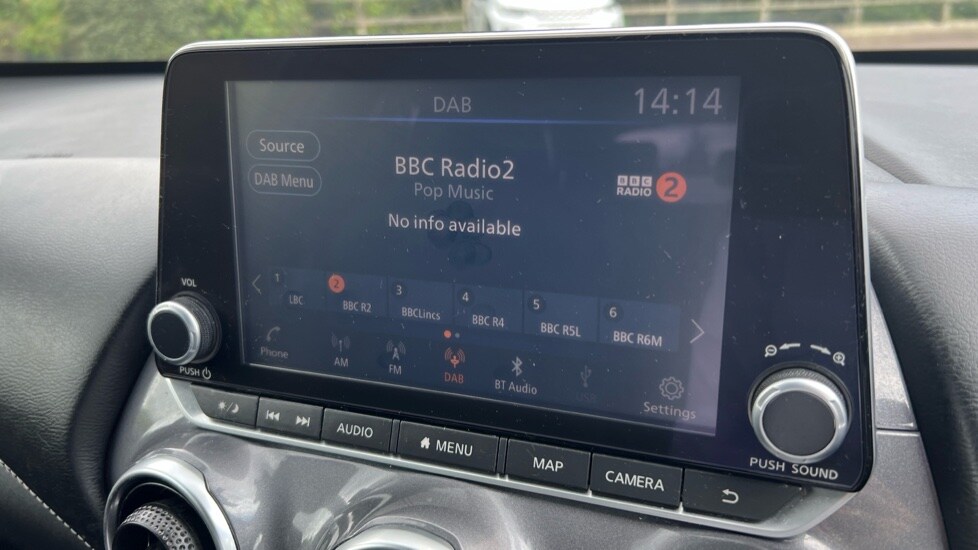 DAB
14:14
Source
DAB Menu
BBC Radio2
Pop Music
BBC
RADIO 2
No info available
1 LBC
2 BBC R2
3 BBCLincs
4 BBC R4
5 BBC R5L
6 BBC R6M
Phone
AM
FM
DAB
BT Audio
USB
Settings
VOL
PUSH
PUSH SOUND
AUDIO
MENU
MAP
CAMERA